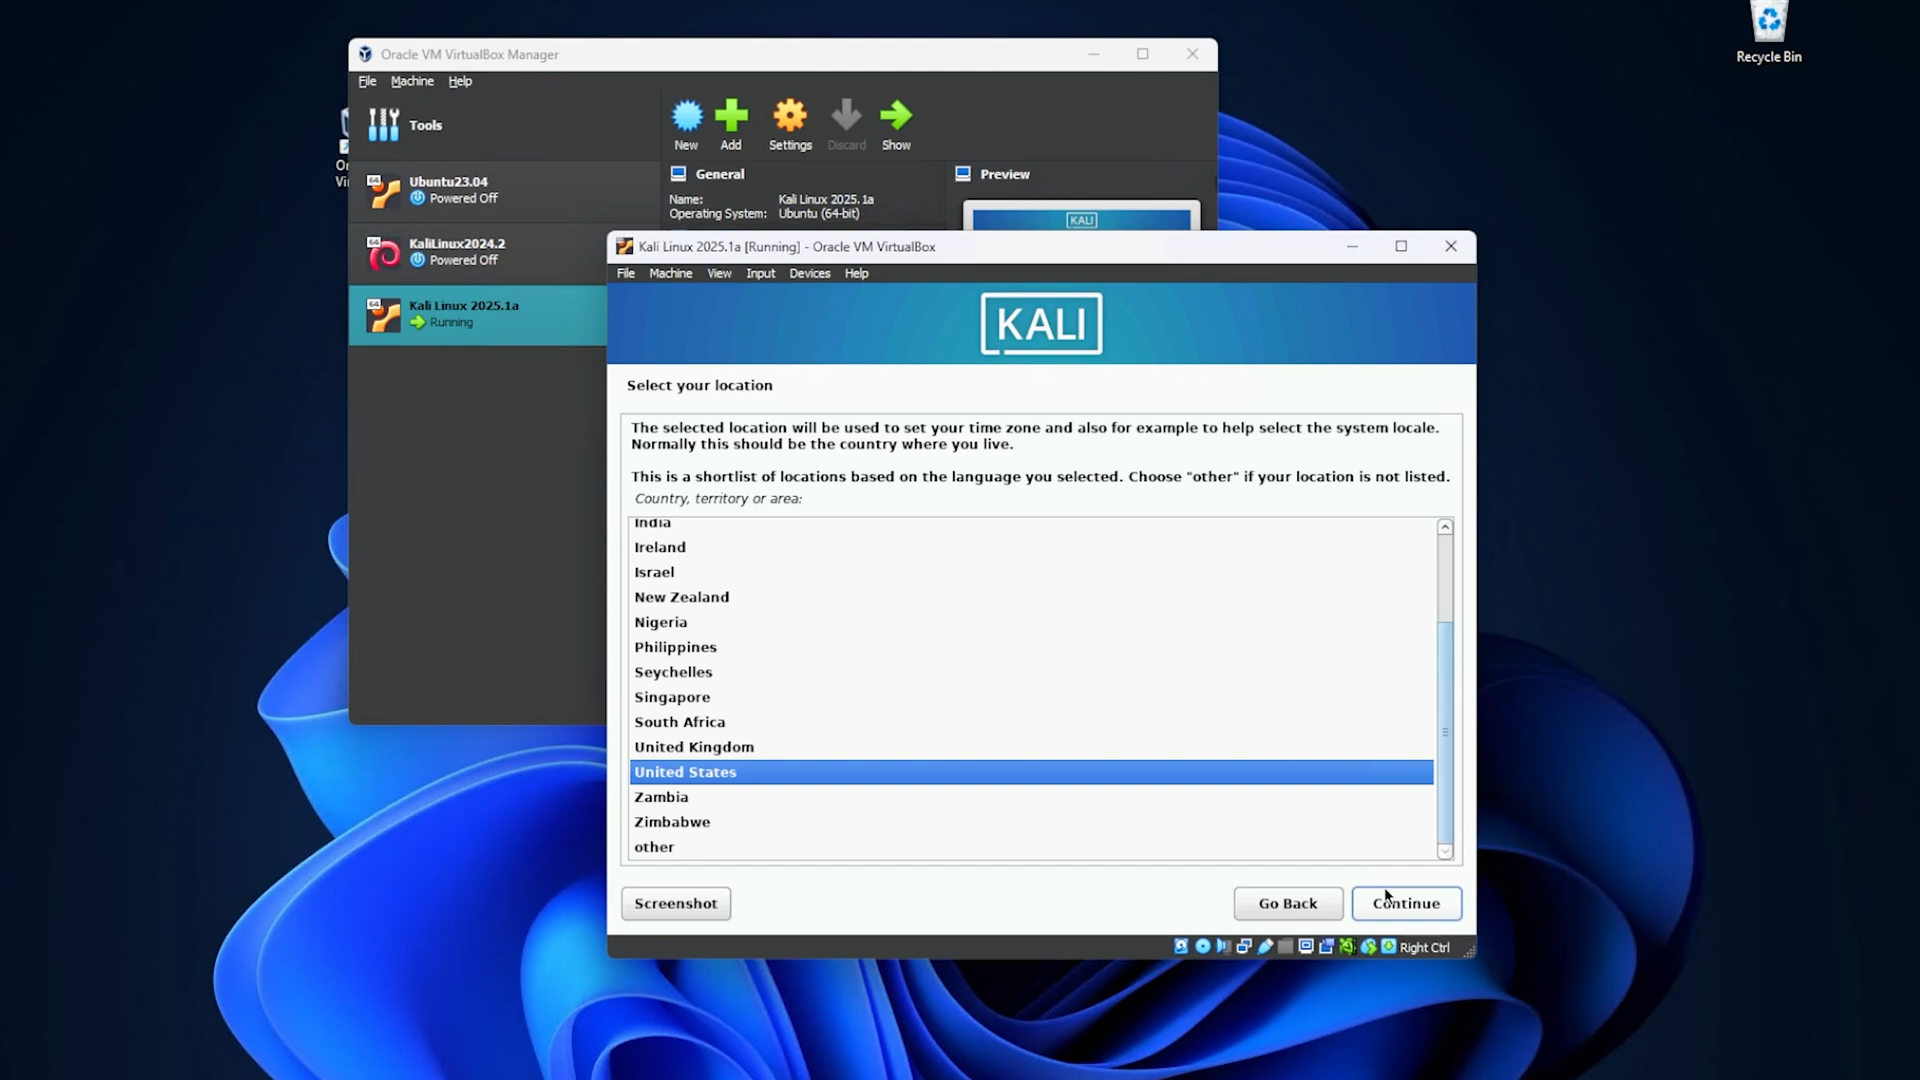 Recycle Bin
Oracle VM VirtualBox Manager
File Machine Help
Tools
New Add Settings Discard Show
64 Ubuntu23.04
Powered Off
64 KaliLinux2024.2
Powered Off
64 Kali Linux 2025.1a
Running
General
Name: Kali Linux 2025.1a
Operating System: Ubuntu (64-bit)
Preview
KALI
Kali Linux 2025.1a [Running] - Oracle VM VirtualBox
File Machine View Input Devices Help
KALI
Select your location
The selected location will be used to set your time zone and also for example to help select the system locale.
Normally this should be the country where you live.
This is a shortlist of locations based on the language you selected. Choose "other" if your location is not listed.
Country, territory or area:
India
Ireland
Israel
New Zealand
Nigeria
Philippines
Seychelles
Singapore
South Africa
United Kingdom
United States
Zambia
Zimbabwe
other
Screenshot Go Back Continue
Right Ctrl